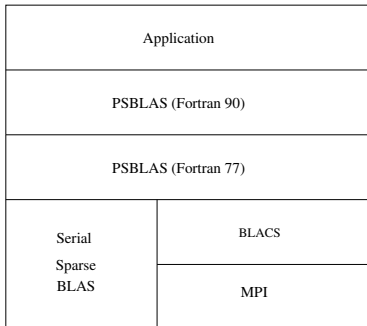 Application
PSBLAS (Fortran 90)
PSBLAS (Fortran 77)
Serial
Sparse
BLAS
BLACS
MPI